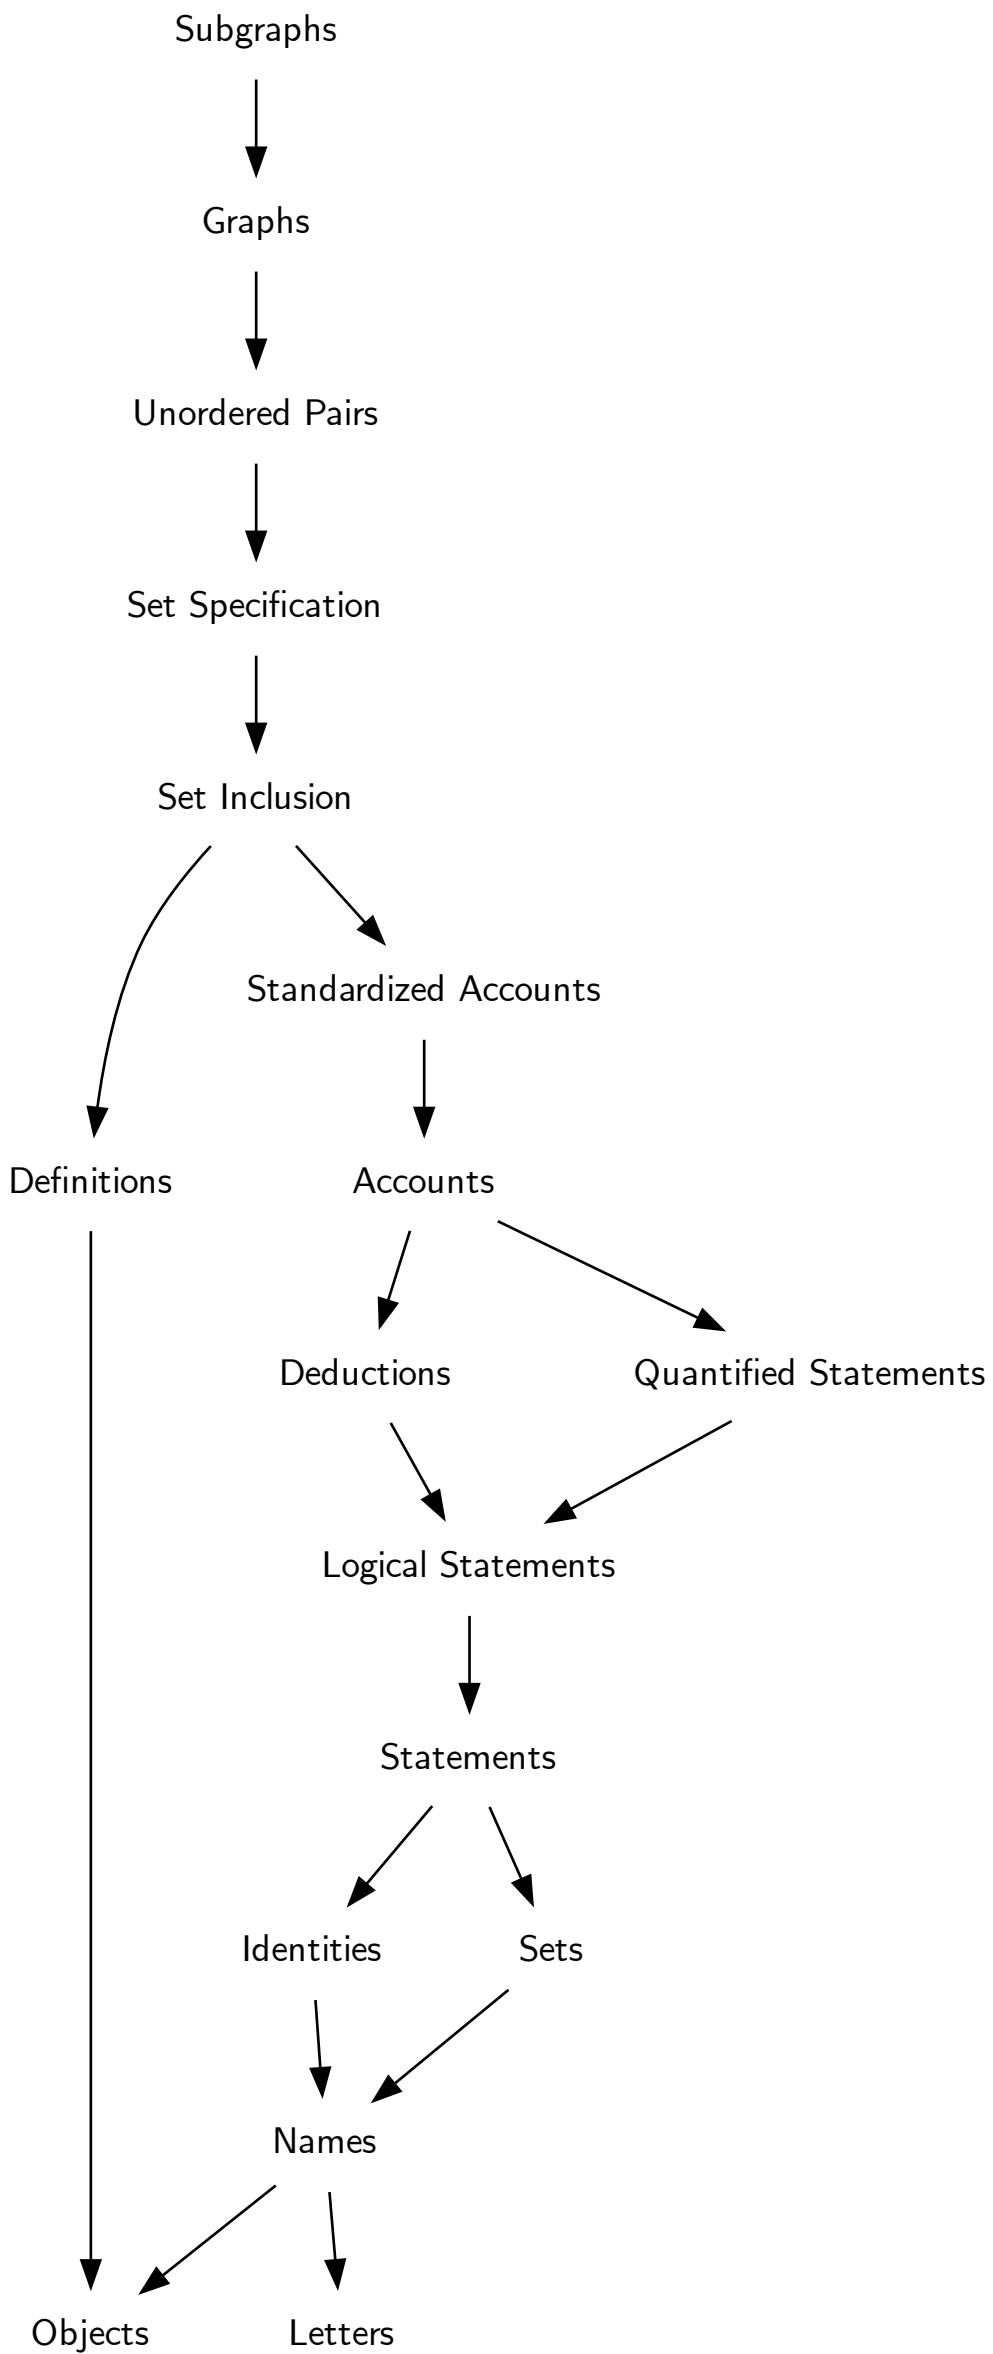 Subgraphs
Graphs
Unordered Pairs
Set Specification
Set Inclusion
Standardized Accounts
Definitions
Accounts
Deductions
Quantified Statements
Logical Statements
Statements
Identities
Sets
Names
Objects
Letters